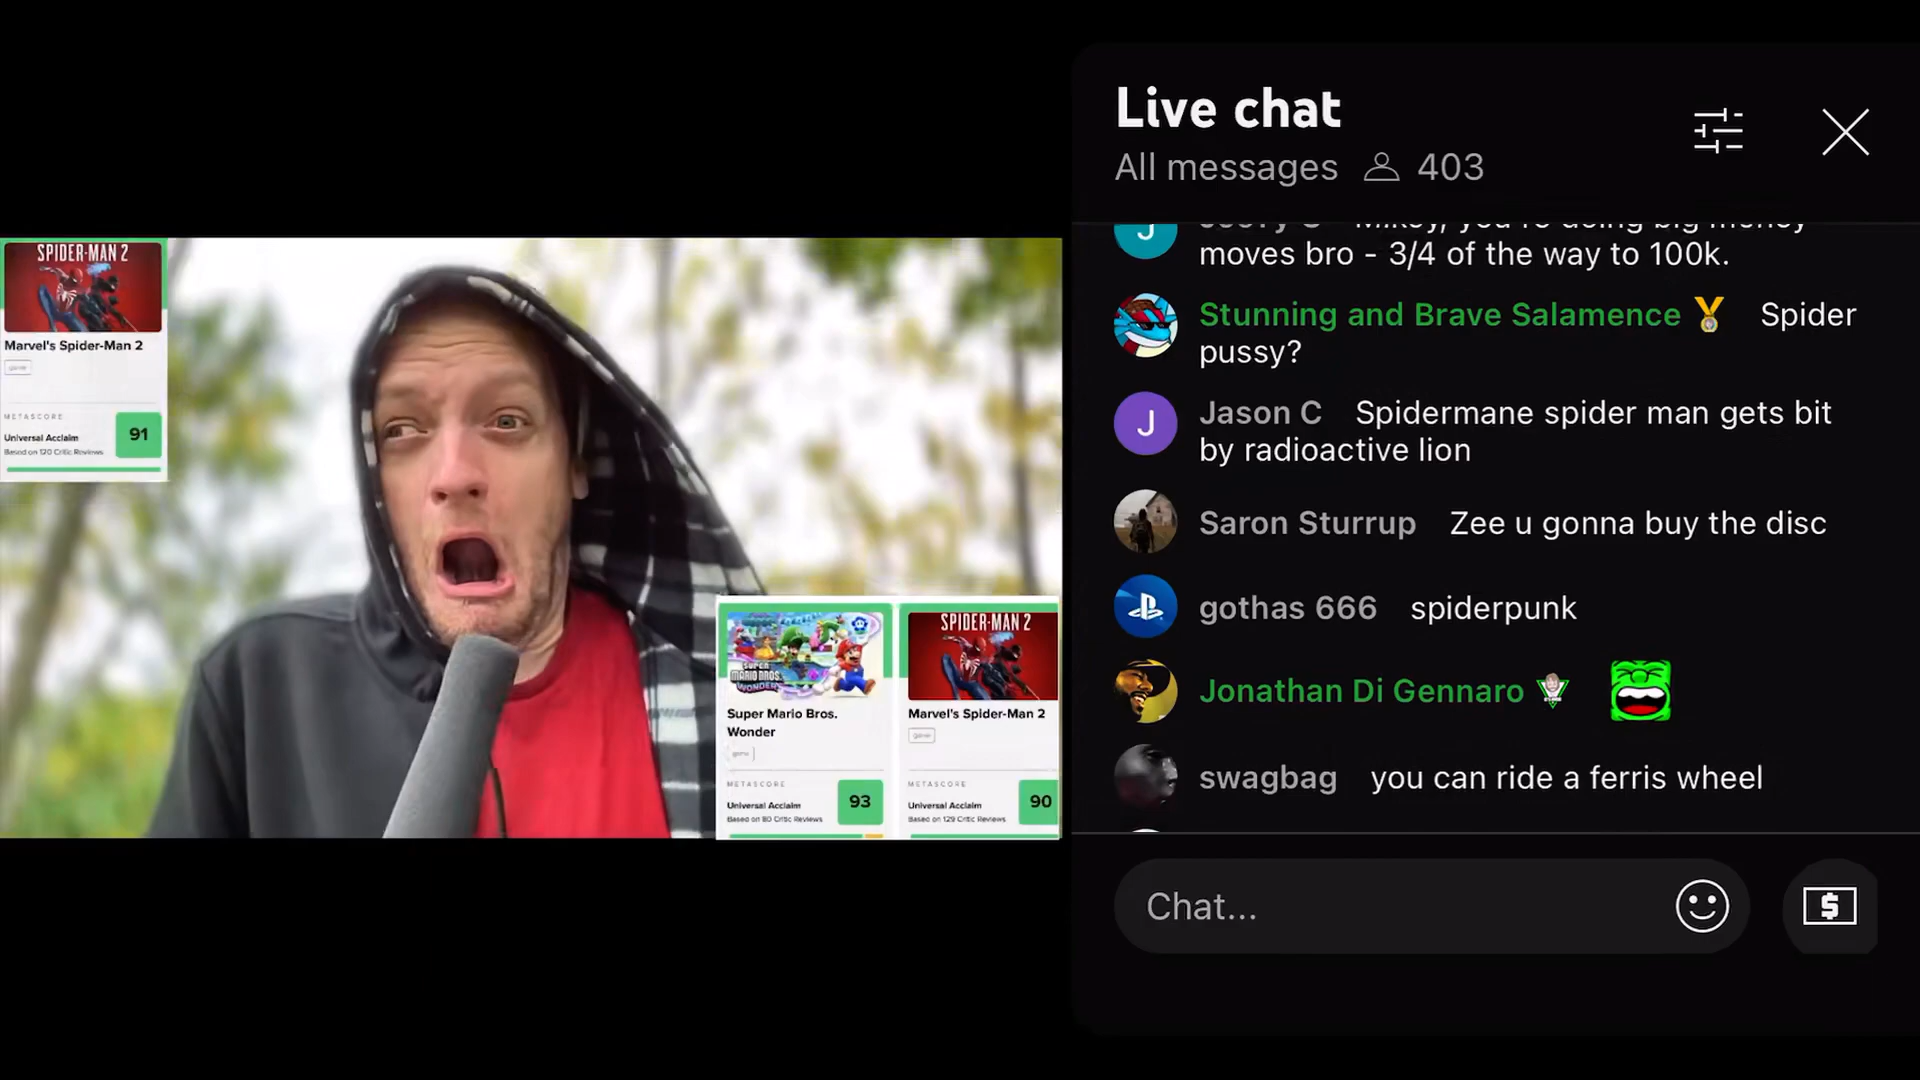 SPIDER-MAN 2
Marvel's Spider-Man 2
game
METASCORE
Universal Acclaim
Based on 120 Critic Reviews
91
SUPER
MARIO BROS.
WONDER
Super Mario Bros.
Wonder
game
METASCORE
Universal Acclaim
Based on 80 Critic Reviews
93
SPIDER-MAN 2
Marvel's Spider-Man 2
game
METASCORE
Universal Acclaim
Based on 129 Critic Reviews
90
Live chat
All messages 403
moves bro - 3/4 of the way to 100k.
Stunning and Brave Salamence Spider
pussy?
J
Jason C Spidermane spider man gets bit
by radioactive lion
Saron Sturrup Zee u gonna buy the disc
gothas 666 spiderpunk
Jonathan Di Gennaro
swagbag you can ride a ferris wheel
Chat...
$